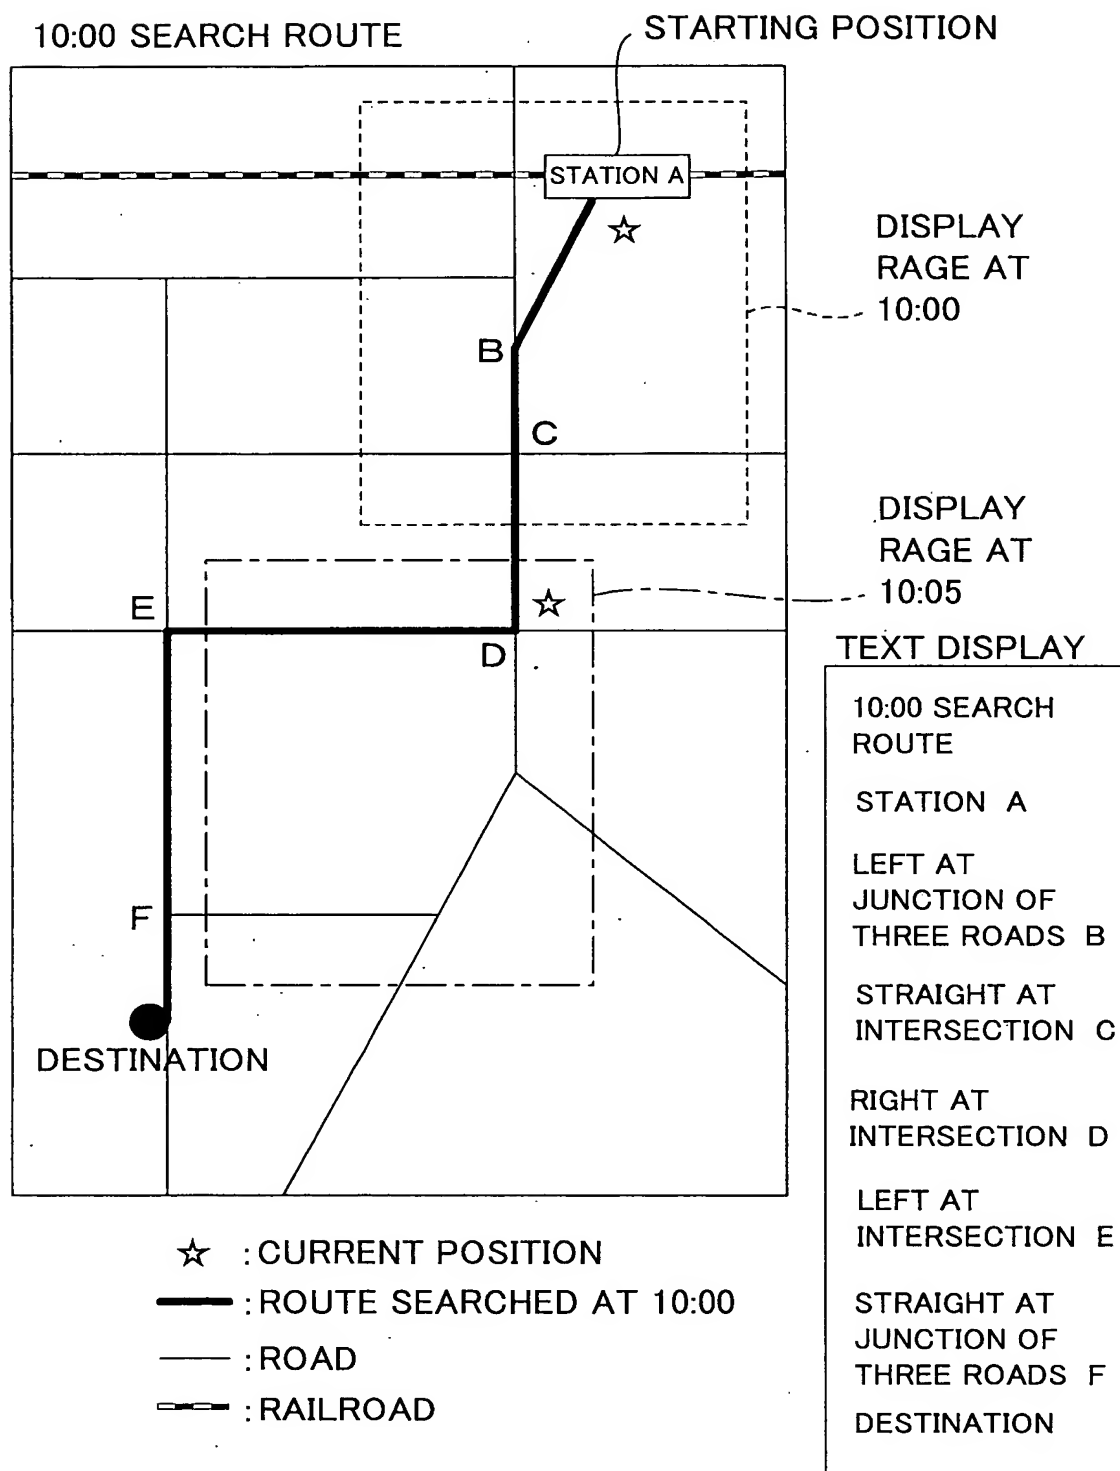 10:00 SEARCH ROUTE
STARTING POSITION
STATION A
DISPLAY
RAGE AT
10:00
B
C
DISPLAY
RAGE AT
10:05
E
D
F
DESTINATION
TEXT DISPLAY
10:00 SEARCH
ROUTE
STATION A
LEFT AT
JUNCTION OF
THREE ROADS B
STRAIGHT AT
INTERSECTION C
RIGHT AT
INTERSECTION D
LEFT AT
INTERSECTION E
STRAIGHT AT
JUNCTION OF
THREE ROADS F
DESTINATION
☆ : CURRENT POSITION
: ROUTE SEARCHED AT 10:00
: ROAD
: RAILROAD